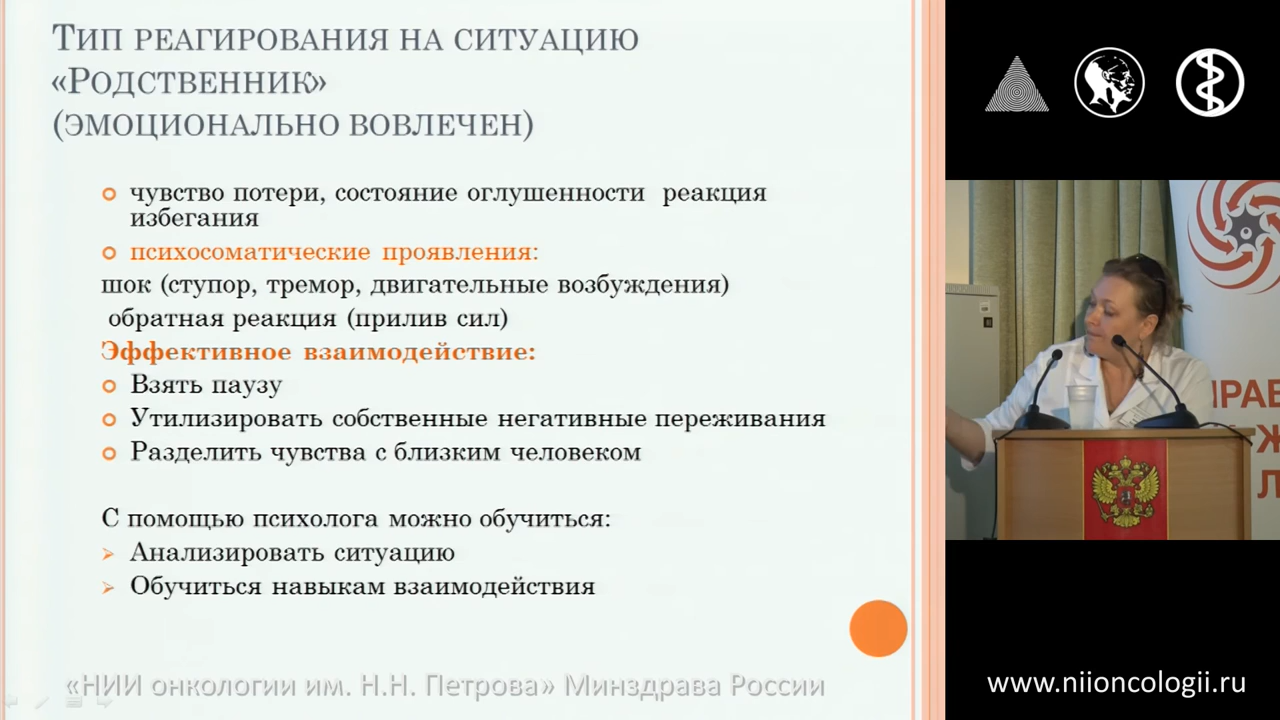 Тип реагирования на ситуацию
«Родственник»
(эмоционально вовлечен)
чувство потери, состояние оглушенности реакция
избегания
психосоматические проявления:
шок (ступор, тремор, двигательные возбуждения)
обратная реакция (прилив сил)
Эффективное взаимодействие:
Взять паузу
Утилизировать собственные негативные переживания
Разделить чувства с близким человеком
С помощью психолога можно обучиться:
Анализировать ситуацию
Обучиться навыкам взаимодействия
«НИИ онкологии им. Н.Н. Петрова» Минздрава России
www.niioncologii.ru